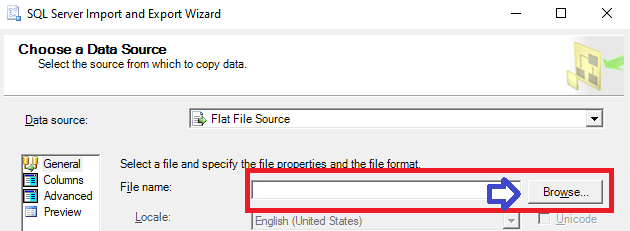 SQL Server Import and Export Wizard
Choose a Data Source
Select the source from which to copy data.
Data source: Flat File Source
General
Columns
Advanced
Preview
Select a file and specify the file properties and the file format.
File name: Browse...
Locale: English (United States) Unicode